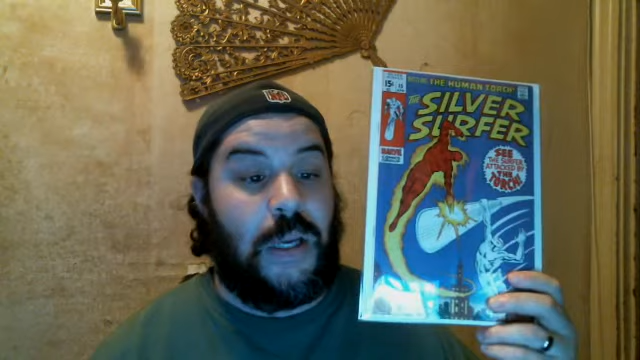 THE HUMAN TORCH
15¢
THE
SILVER
SURFER
SEE
THE SURFER
ATTACKED BY
THE
TORCH!